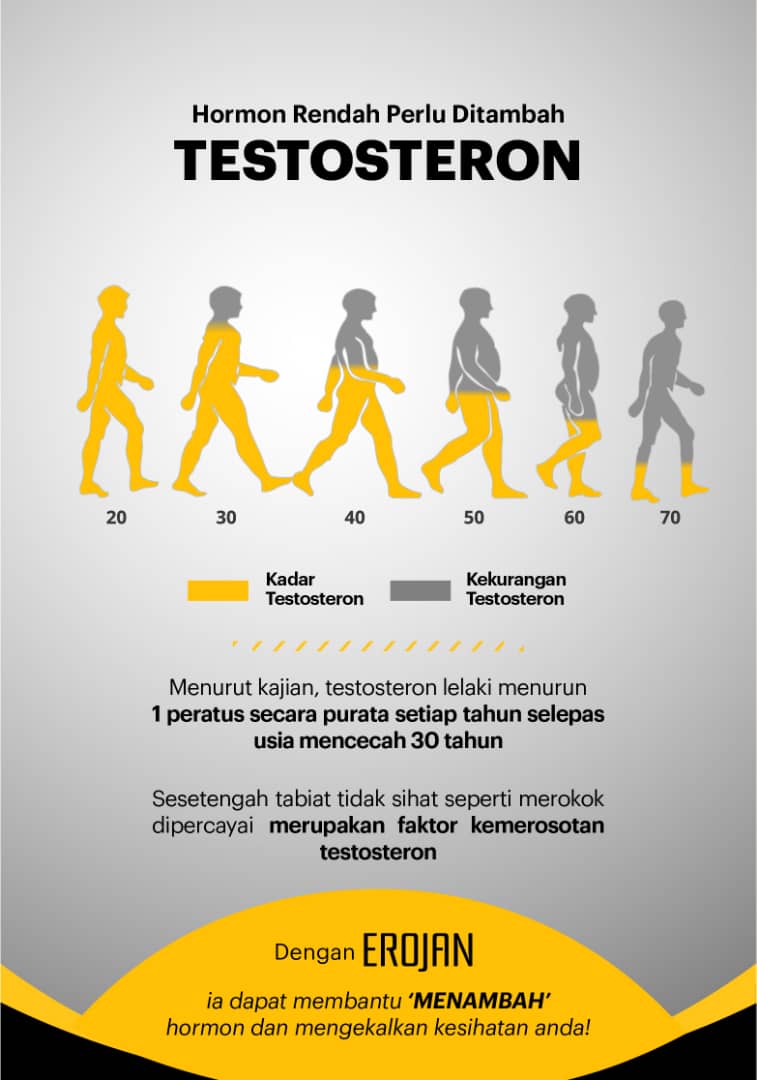 Hormon Rendah Perlu Ditambah
TESTOSTERON
20 30 40 50 60 70
Kadar Testosteron
Kekurangan Testosteron
Menurut kajian, testosteron lelaki menurun
1 peratus secara purata setiap tahun selepas
usia mencecah 30 tahun
Sesetengah tabiat tidak sihat seperti merokok
dipercayai merupakan faktor kemerosotan
testosteron
Dengan EROJAN
ia dapat membantu ‘MENAMBAH’
hormon dan mengekalkan kesihatan anda!